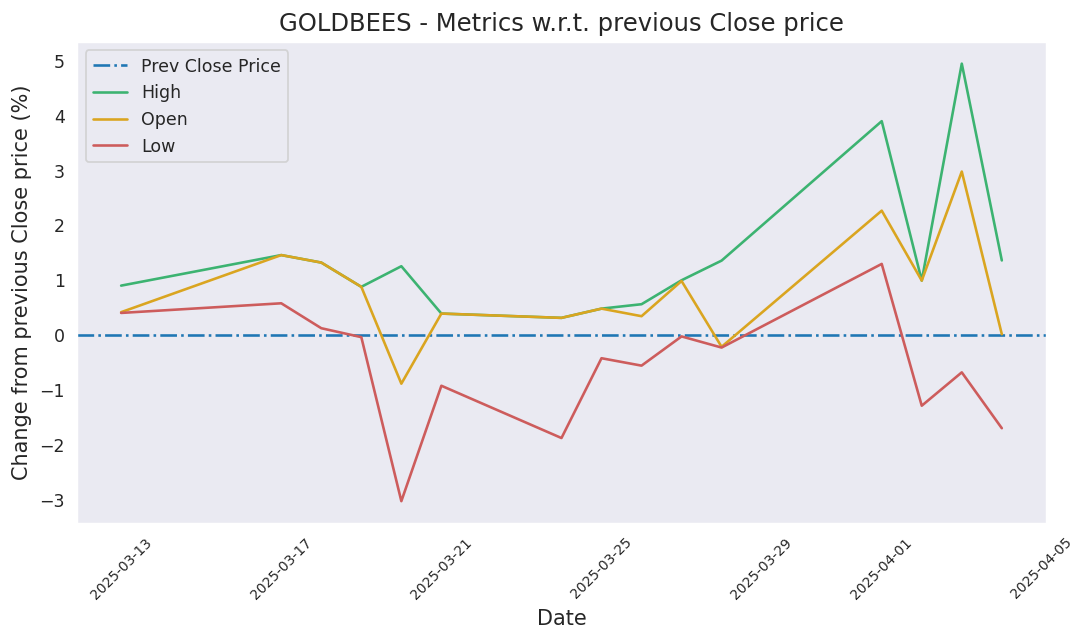 GOLDBEES - Metrics w.r.t. previous Close price
Change from previous Close price (%)
Prev Close Price
High
Open
Low
5
4
3
2
1
0
−1
−2
−3
2025-03-13
2025-03-17
2025-03-21
2025-03-25
2025-03-29
2025-04-01
2025-04-05
Date